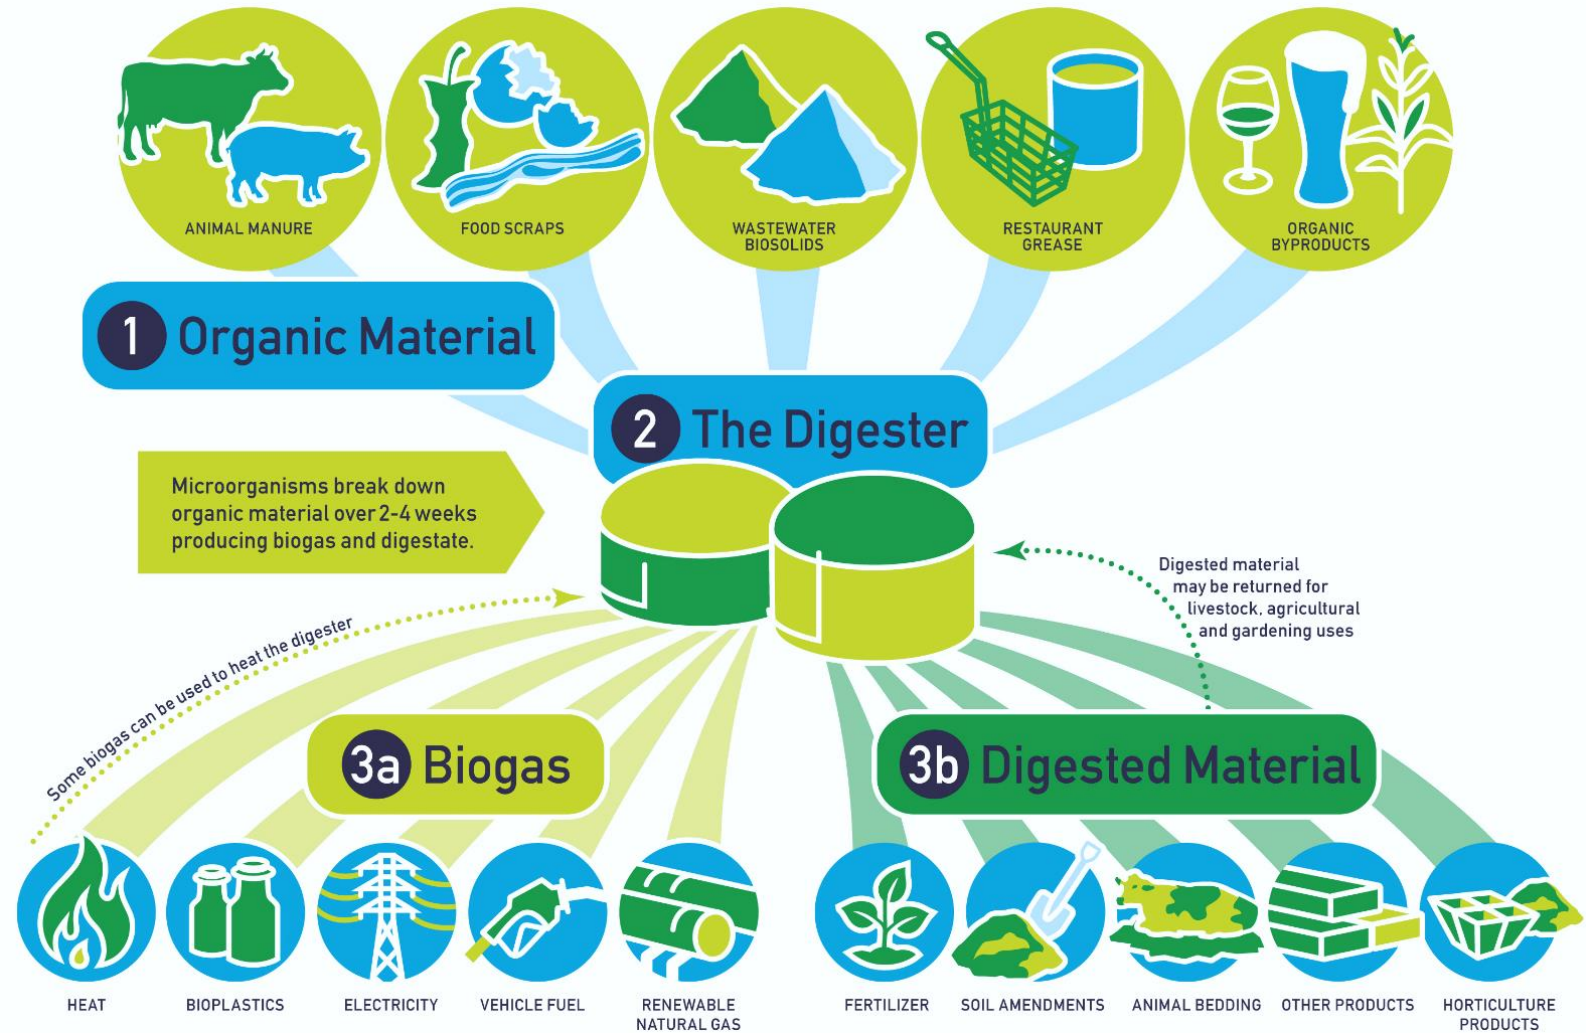 ANIMAL MANURE
FOOD SCRAPS
WASTEWATER
BIOSOLIDS
RESTAURANT
GREASE
ORGANIC
BYPRODUCTS
1 Organic Material
2 The Digester
Microorganisms break down
organic material over 2-4 weeks
producing biogas and digestate.
Digested material
may be returned for
livestock, agricultural
and gardening uses
Some biogas can be used to heat the digester
3a Biogas
3b Digested Material
HEAT
BIOPLASTICS
ELECTRICITY
VEHICLE FUEL
RENEWABLE
NATURAL GAS
FERTILIZER
SOIL AMENDMENTS
ANIMAL BEDDING
OTHER PRODUCTS
HORTICULTURE
PRODUCTS